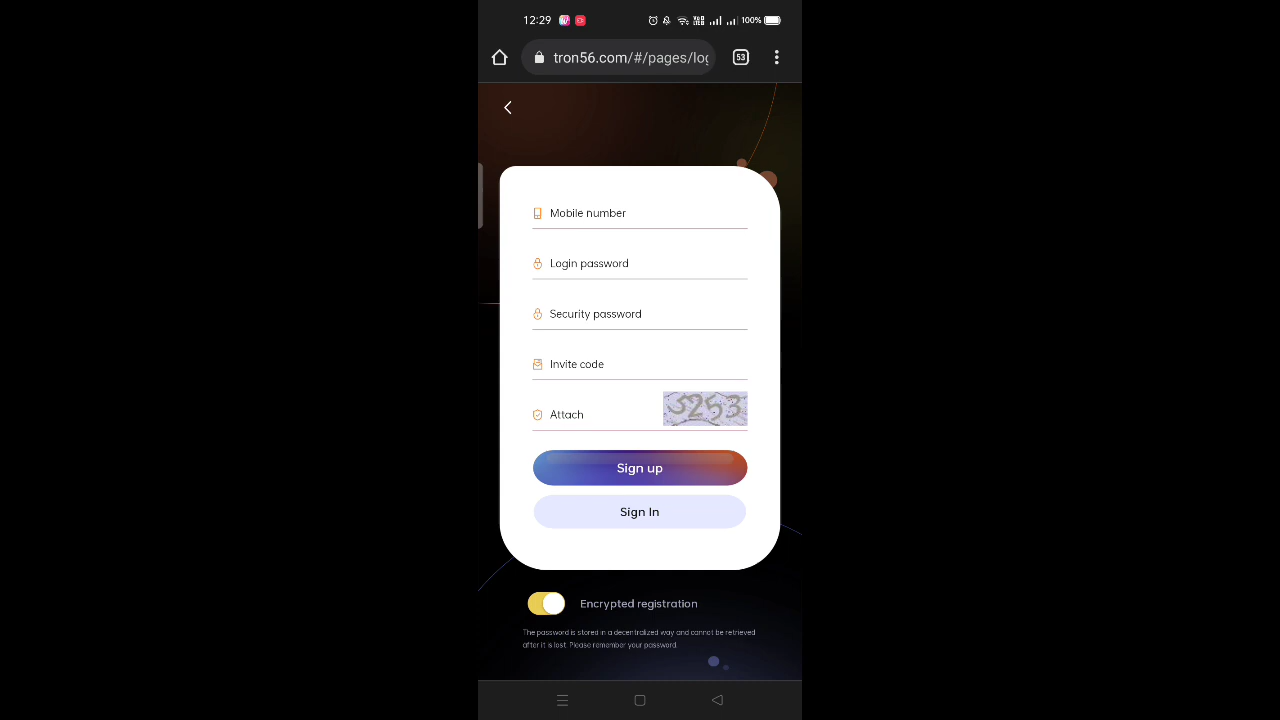 12:29
100%
tron56.com/#/pages/log
53
Mobile number
Login password
Security password
Invite code
Attach
5253
Sign up
Sign In
Encrypted registration
The password is stored in a decentralized way and cannot be retrieved
after it is lost. Please remember your password.